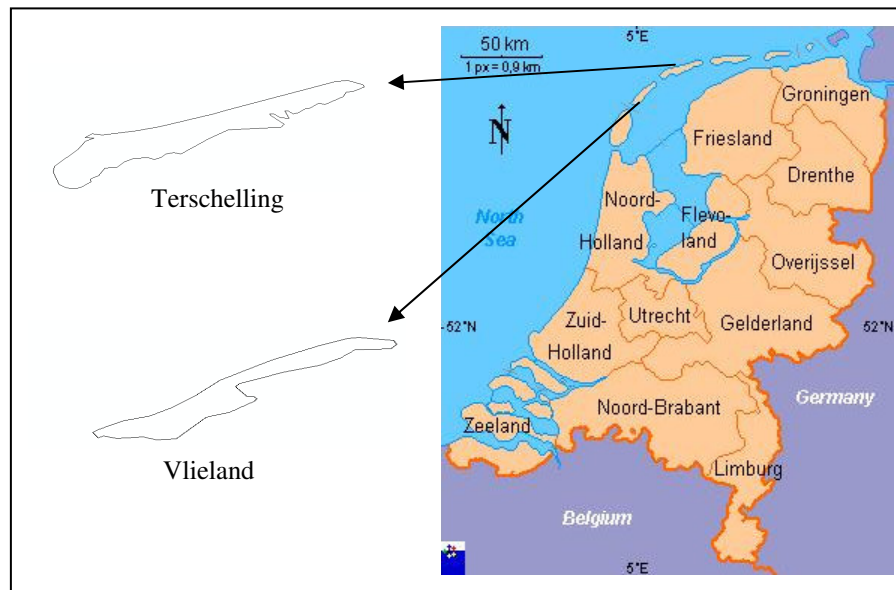 Terschelling
Vlieland
5°E
50 km
1 px = 0,9 km
N
Groningen
Friesland
Drenthe
Noord-
Holland
North
Sea
Flevo-
land
Overijssel
52°N
Zuid-
Holland
Utrecht
Gelderland
52°N
Noord-Brabant
Germany
Zeeland
Limburg
Belgium
5°E